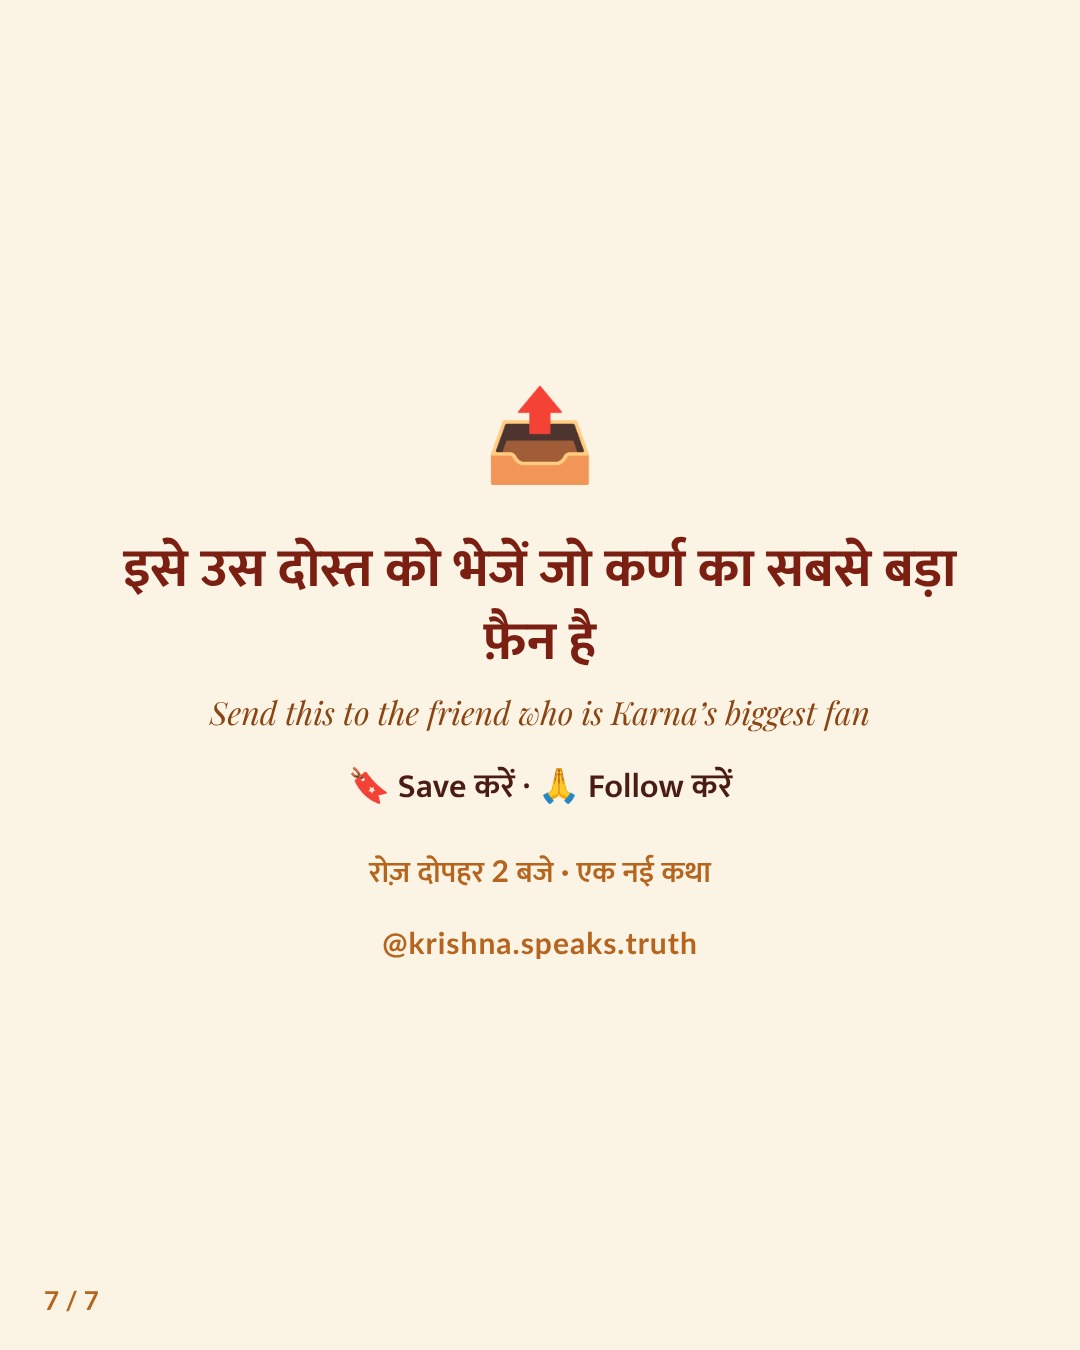 इसे उस दोस्त को भेजें जो कर्ण का सबसे बड़ा
फ़ैन है
Send this to the friend who is Karna’s biggest fan
🔖 Save करें · 🙏 Follow करें
रोज़ दोपहर 2 बजे · एक नई कथा
@krishna.speaks.truth
7 / 7